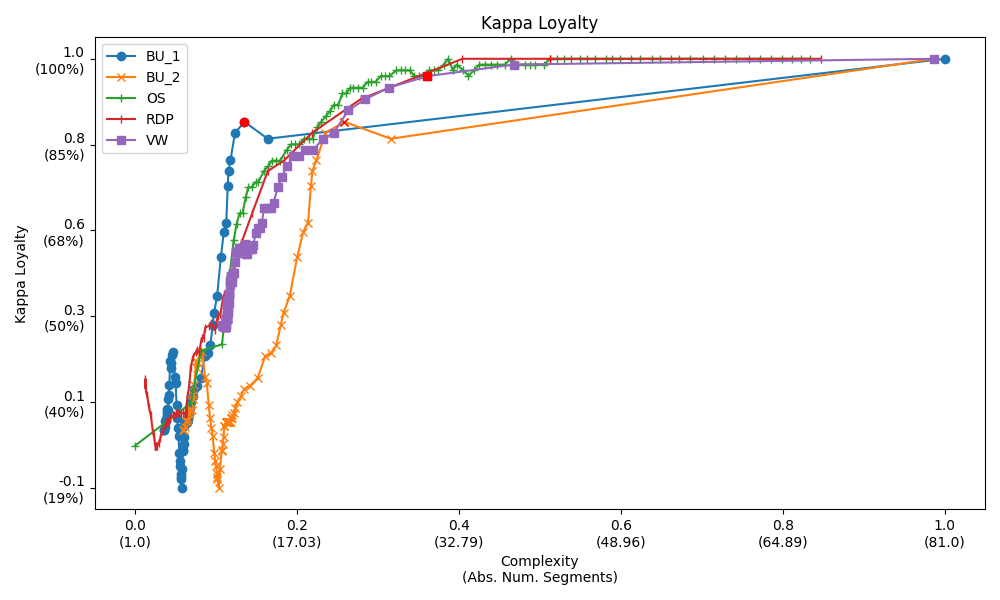 Kappa Loyalty
BU_1
BU_2
OS
RDP
VW
Kappa Loyalty
1.0
(100%)
0.8
(85%)
0.6
(68%)
0.3
(50%)
0.1
(40%)
-0.1
(19%)
0.0
(1.0)
0.2
(17.03)
0.4
(32.79)
0.6
(48.96)
0.8
(64.89)
1.0
(81.0)
Complexity
(Abs. Num. Segments)